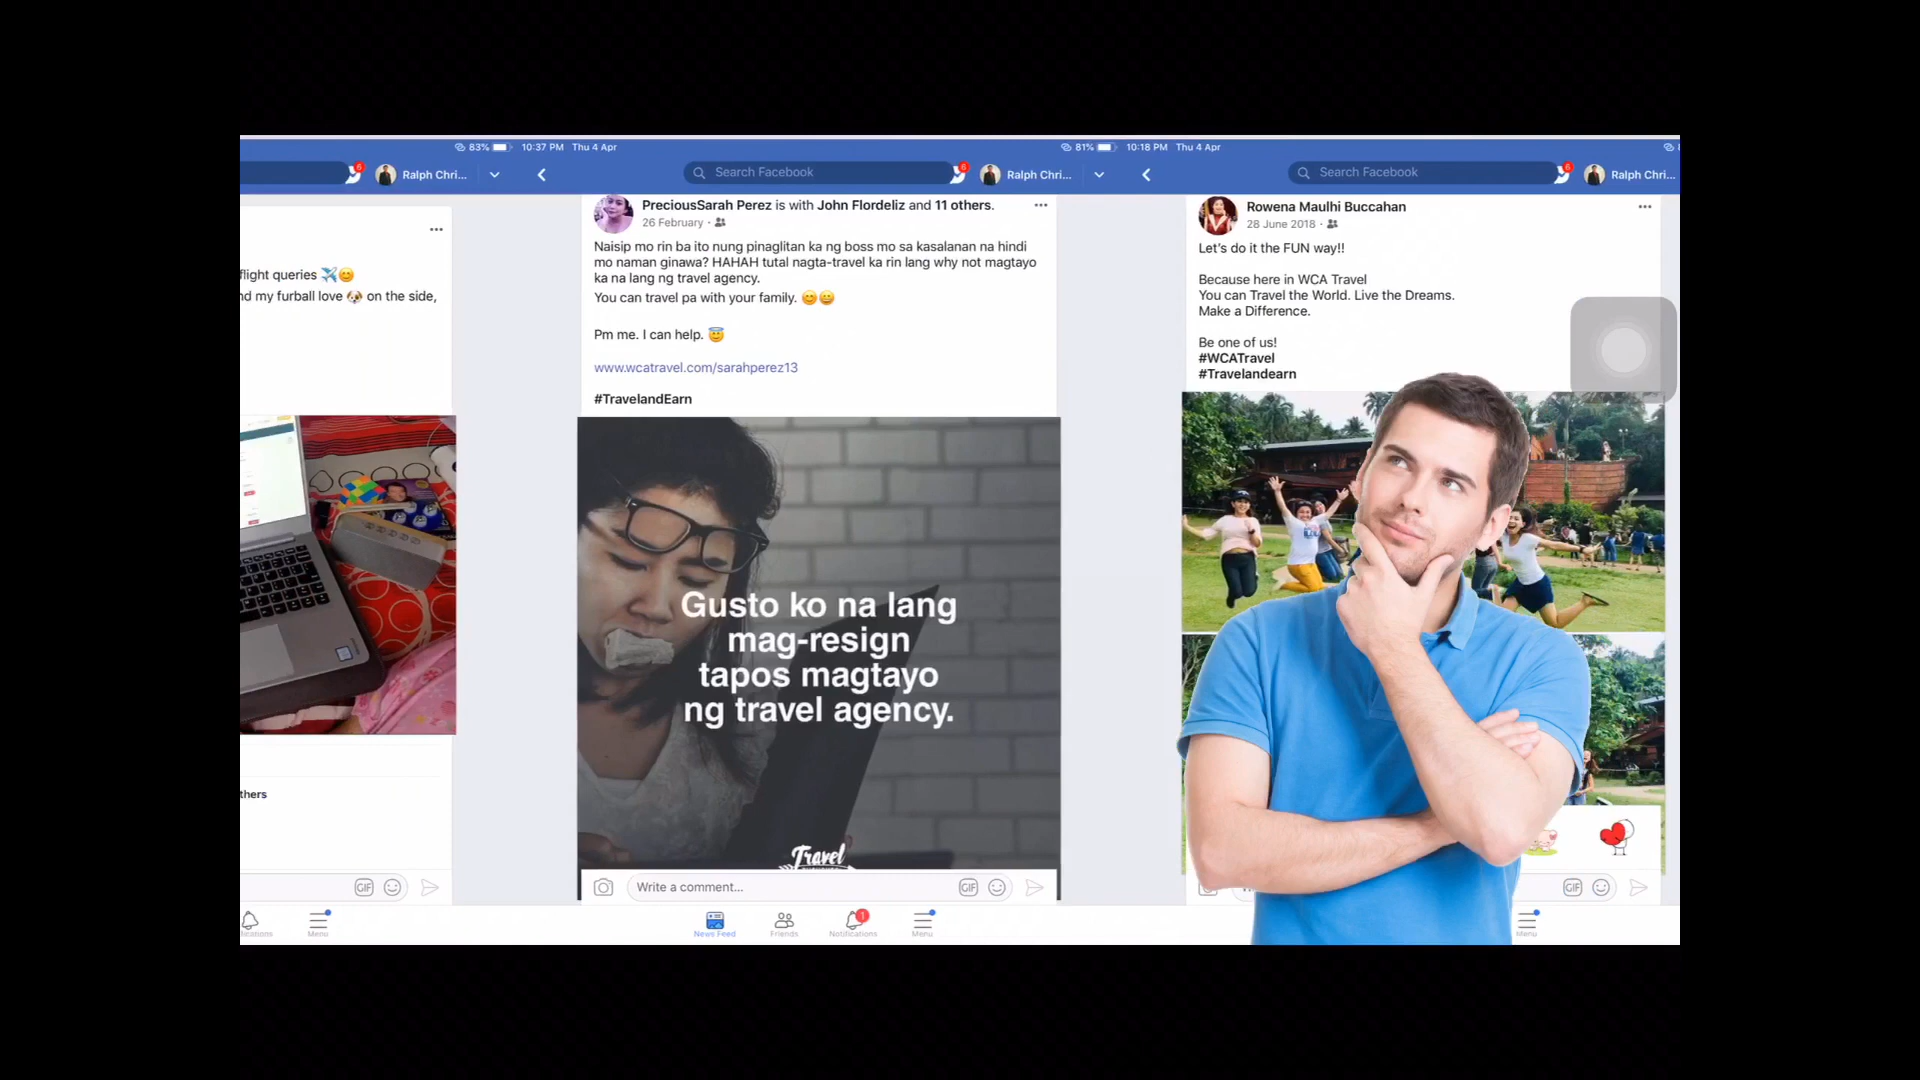 83%
10:37 PM Thu 4 Apr
81%
10:18 PM Thu 4 Apr
6
Ralph Chri...
Search Facebook
6
Ralph Chri...
Search Facebook
6
Ralph Chri...
flight queries ✈️😊
nd my furball love 🐶 on the side,
thers
GIF
Menu
PreciousSarah Perez is with John Flordeliz and 11 others.
26 February ·
Naisip mo rin ba ito nung pinaglitan ka ng boss mo sa kasalanan na hindi
mo naman ginawa? HAHAH tutal nagta-travel ka rin lang why not magtayo
ka na lang ng travel agency.
You can travel pa with your family. 😊😄
Pm me. I can help. 😇
www.wcatravel.com/sarahperez13
#TravelandEarn
Gusto ko na lang
mag-resign
tapos magtayo
ng travel agency.
Travel
Write a comment...
GIF
News Feed
Friends
1
Notifications
Menu
Rowena Maulhi Buccahan
28 June 2018 ·
Let's do it the FUN way!!
Because here in WCA Travel
You can Travel the World. Live the Dreams.
Make a Difference.
Be one of us!
#WCATravel
#Travelandearn
GIF
Menu